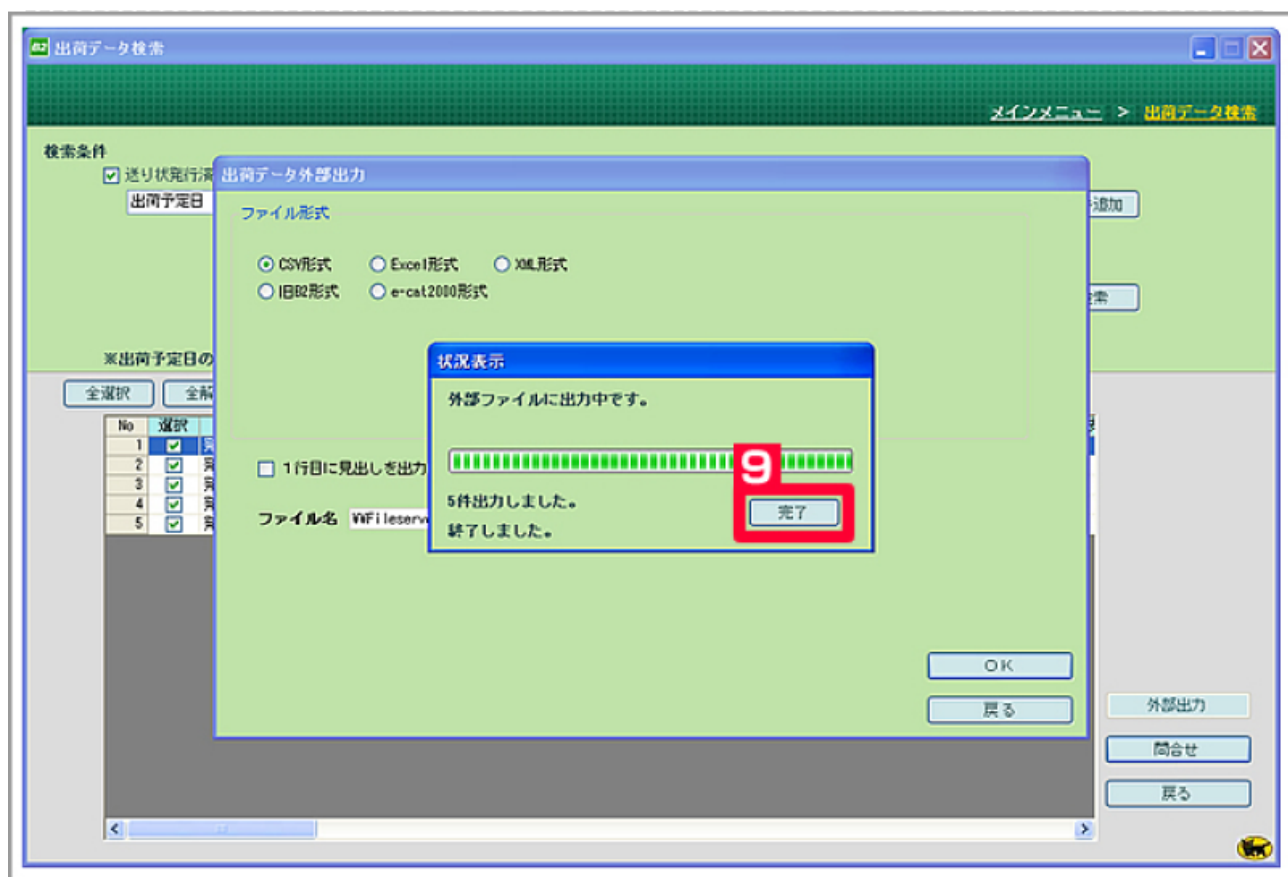 B2 出荷データ検索
メインメニュー > 出荷データ検索
検索条件
送り状発行済
出荷予定日
追加
索
※出荷予定日の
全選択 全解
No 選択
1
2
3
4
5
出荷データ外部出力
ファイル形式
CSV形式 Excel形式 XML形式
旧B2形式 e-cat2000形式
1行目に見出しを出力
ファイル名 ¥¥Fileserv
状況表示
外部ファイルに出力中です。
9
5件出力しました。
完了
終了しました。
OK
戻る
外部出力
問合せ
戻る